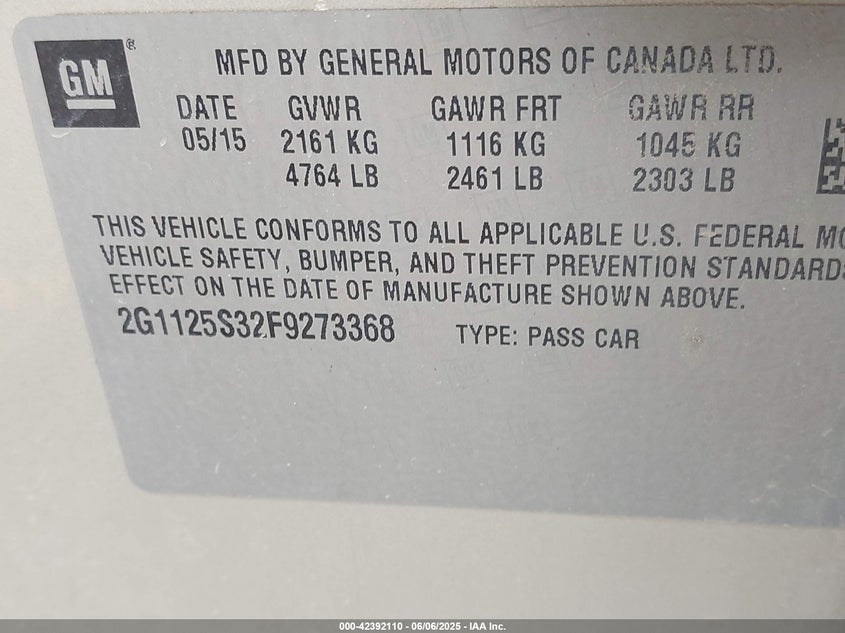 GM ®
MFD BY GENERAL MOTORS OF CANADA LTD.
DATE GVWR GAWR FRT GAWR RR
05/15 2161 KG 1116 KG 1045 KG
4764 LB 2461 LB 2303 LB
THIS VEHICLE CONFORMS TO ALL APPLICABLE U.S. FEDERAL MO
VEHICLE SAFETY, BUMPER, AND THEFT PREVENTION STANDARDS
EFFECT ON THE DATE OF MANUFACTURE SHOWN ABOVE.
2G1125S32F9273368 TYPE: PASS CAR
000-42392110 - 06/06/2025 - IAA Inc.